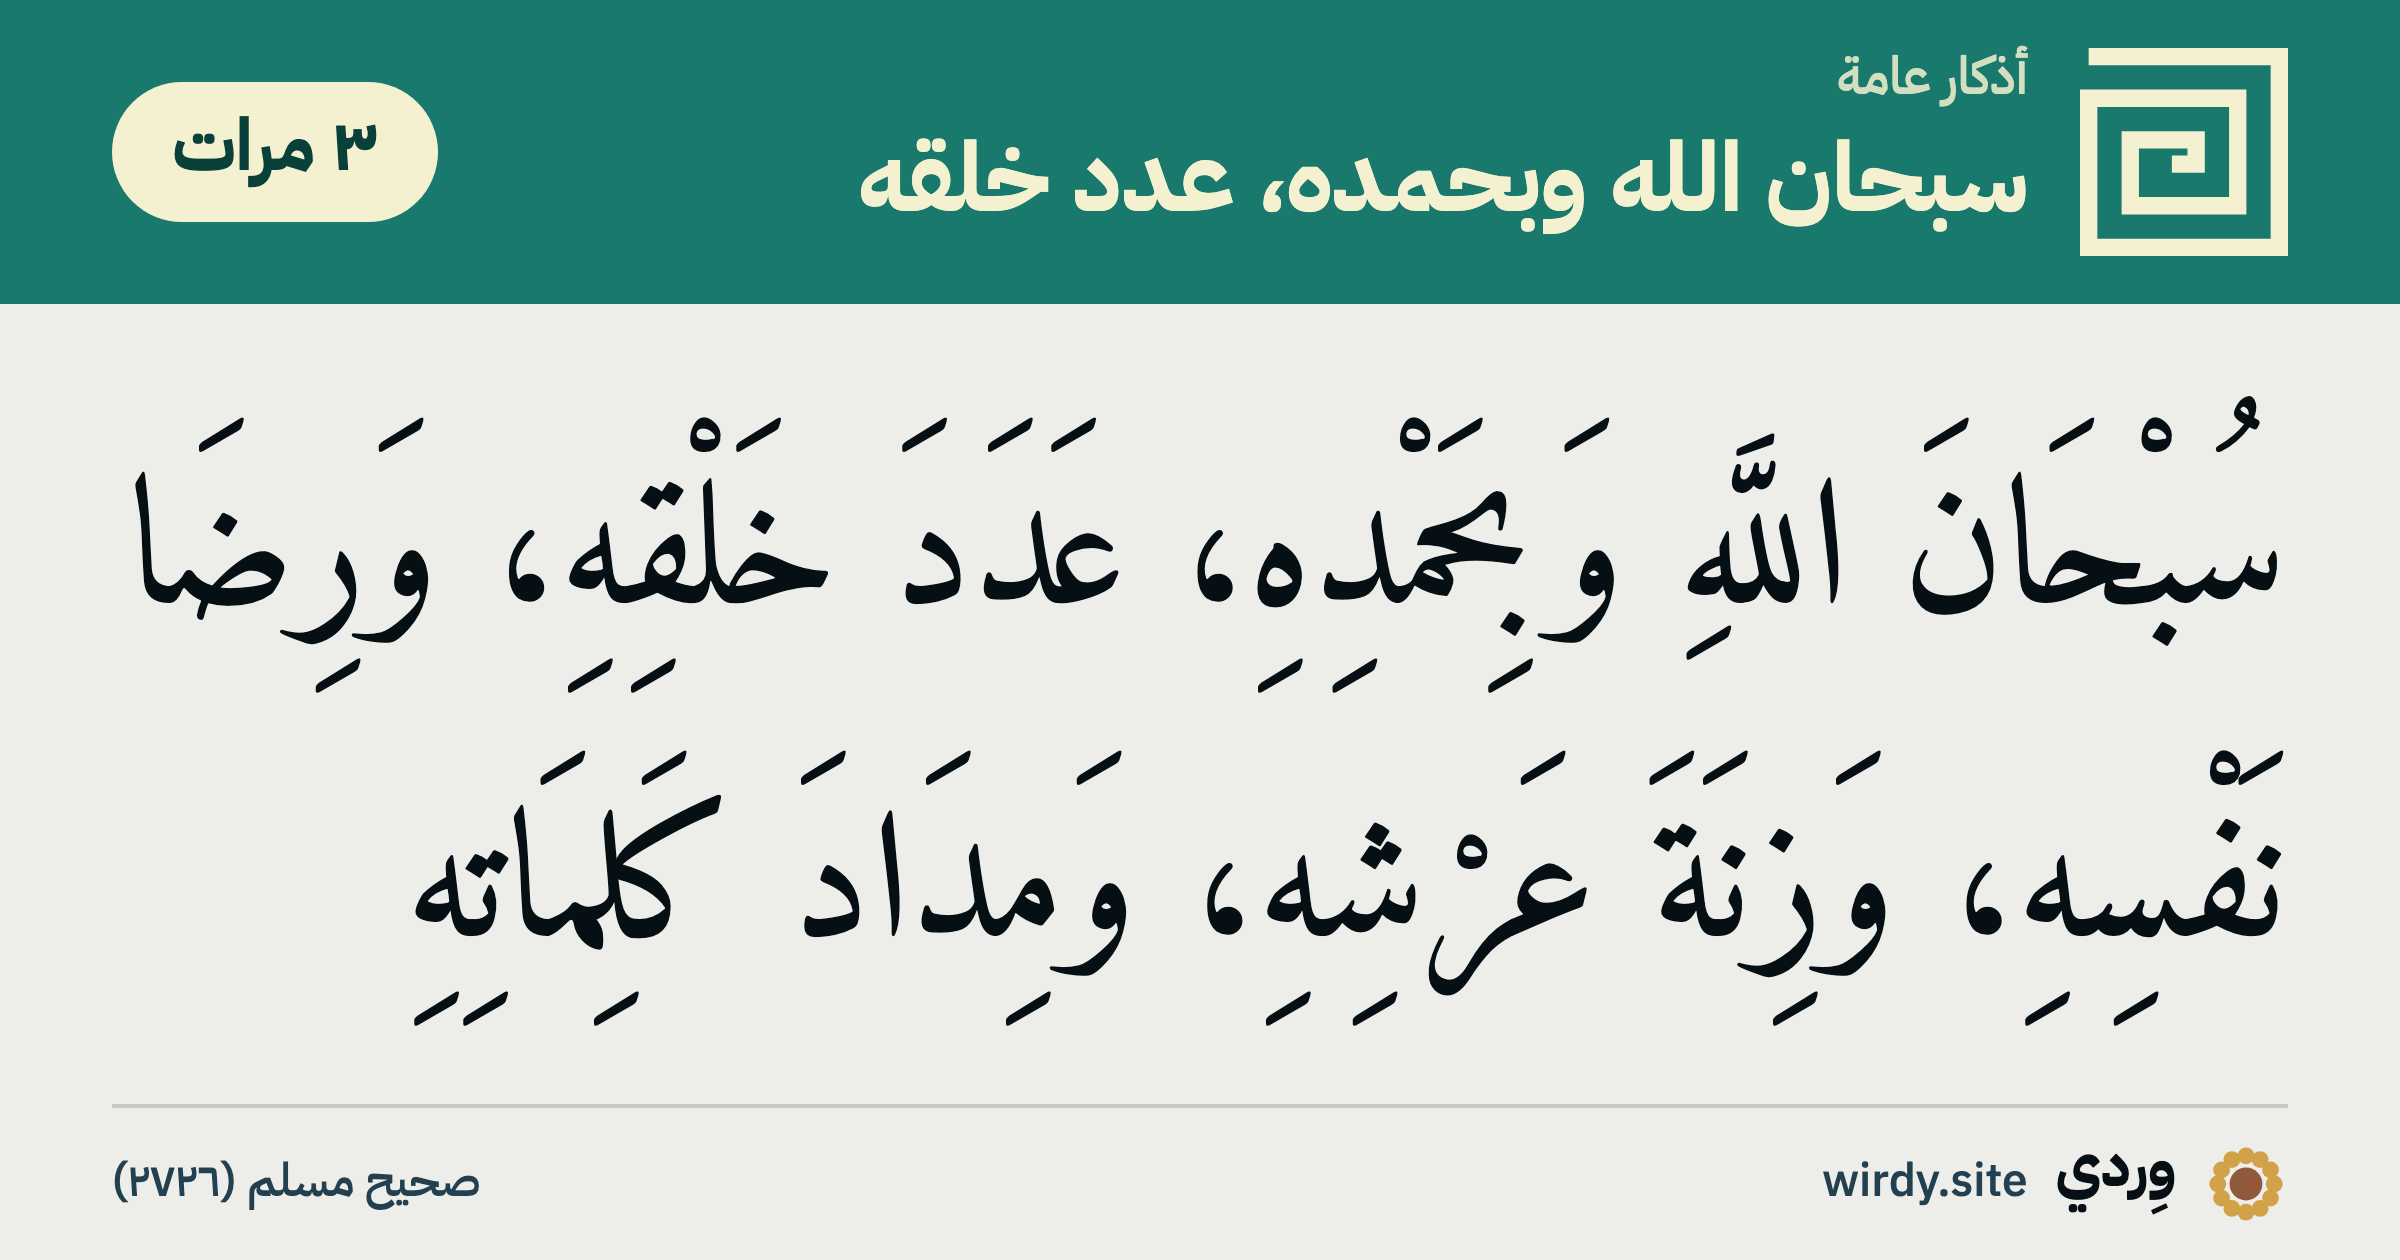 أذكار عامة
سبحان الله وبحمده، عدد خلقه
٣ مرات
سُبْحَانَ اللَّهِ وَبِحَمْدِهِ، عَدَدَ خَلْقِهِ، وَرِضَا
نَفْسِهِ، وَزِنَةَ عَرْشِهِ، وَمِدَادَ كَلِمَاتِهِ
وِردي wirdy.site
صحيح مسلم (٢٧٢٦)